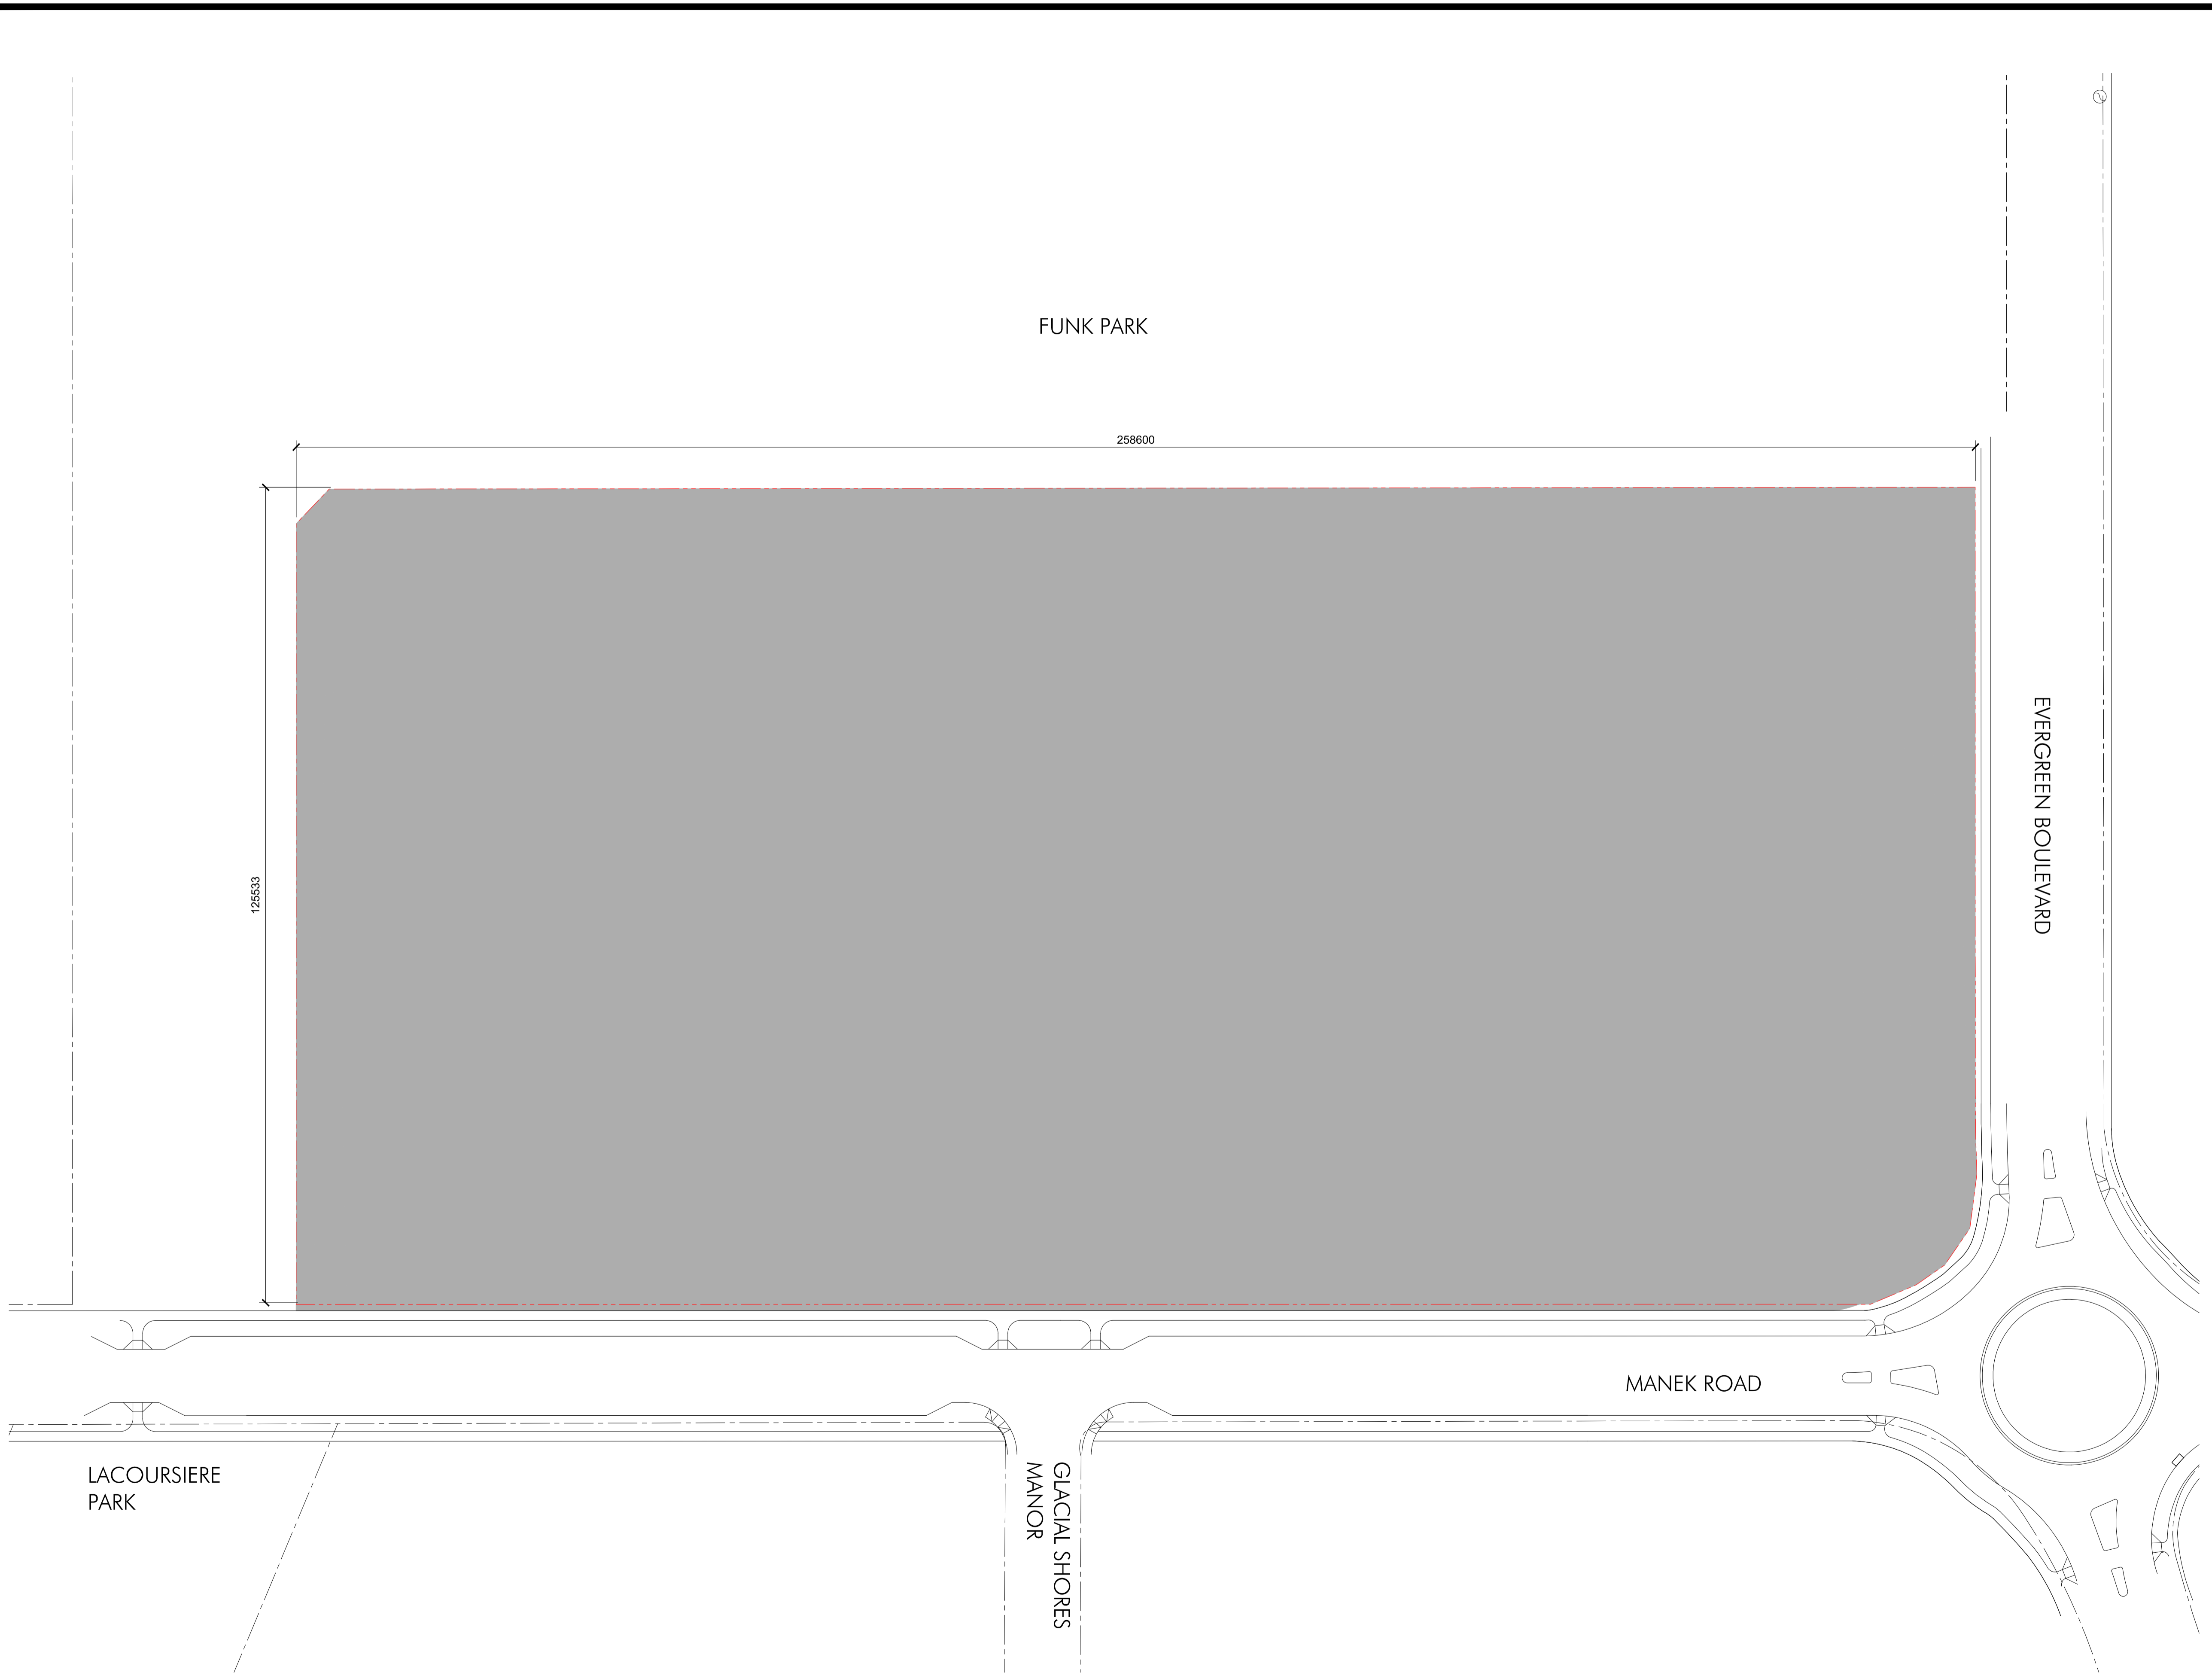 FUNK PARK
258600
125533
EVERGREEN BOULEVARD
MANEK ROAD
LACOURSIERE
PARK
GLACIAL SHORES
MANOR